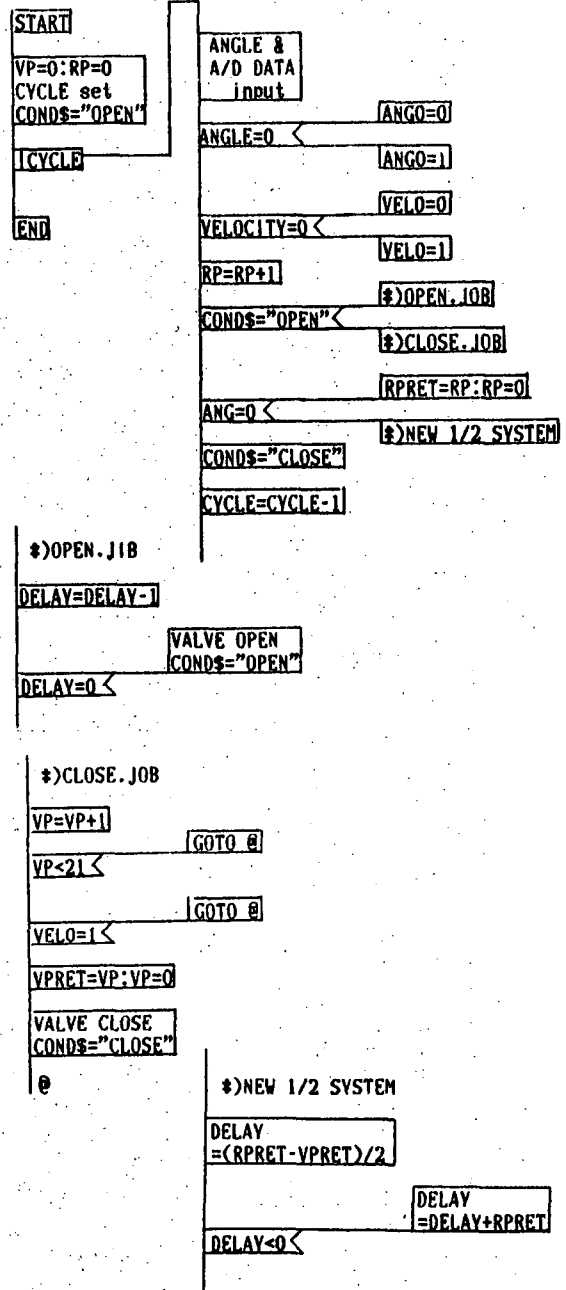 START
VP=0:RP=0
CYCLE set
COND$="OPEN"
CYCLE
END
ANGLE &
A/D DATA
input
ANGO=0
ANGLE=0
ANGO=1
VELO=0
VELOCITY=0
VELO=1
RP=RP+1
*)OPEN.JOB
COND$="OPEN"
*)CLOSE.JOB
RPRET=RP:RP=0
ANG=0
*)NEW 1/2 SYSTEM
COND$="CLOSE"
CYCLE=CYCLE-1
*)OPEN.JIB
DELAY=DELAY-1
VALVE OPEN
COND$="OPEN"
DELAY=0
*)CLOSE.JOB
VP=VP+1
GOTO @
VP<21
GOTO @
VELO=1
VPRET=VP:VP=0
VALVE CLOSE
COND$="CLOSE"
@
*)NEW 1/2 SYSTEM
DELAY
=(RPRET-VPRET)/2
DELAY
=DELAY+RPRET
DELAY<0